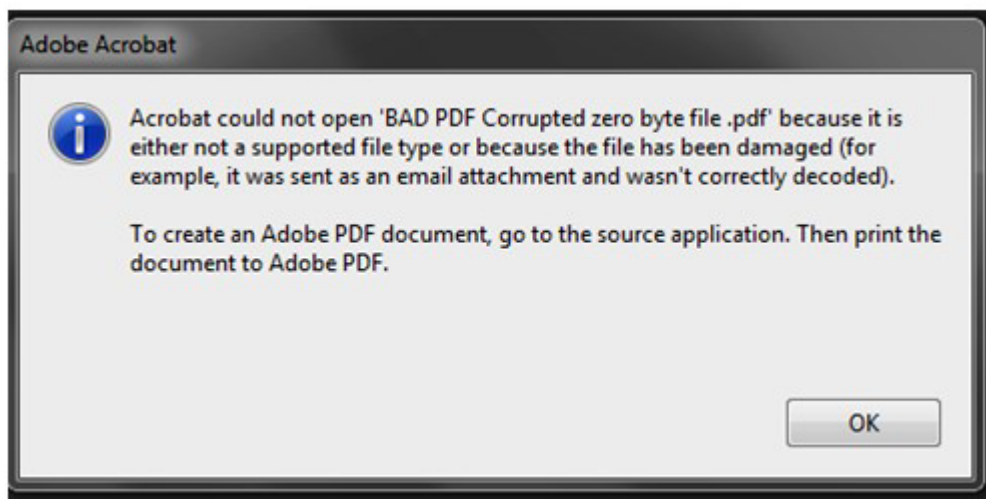 Adobe Acrobat
Acrobat could not open 'BAD PDF Corrupted zero byte file .pdf' because it is
either not a supported file type or because the file has been damaged (for
example, it was sent as an email attachment and wasn't correctly decoded).
To create an Adobe PDF document, go to the source application. Then print the
document to Adobe PDF.
OK